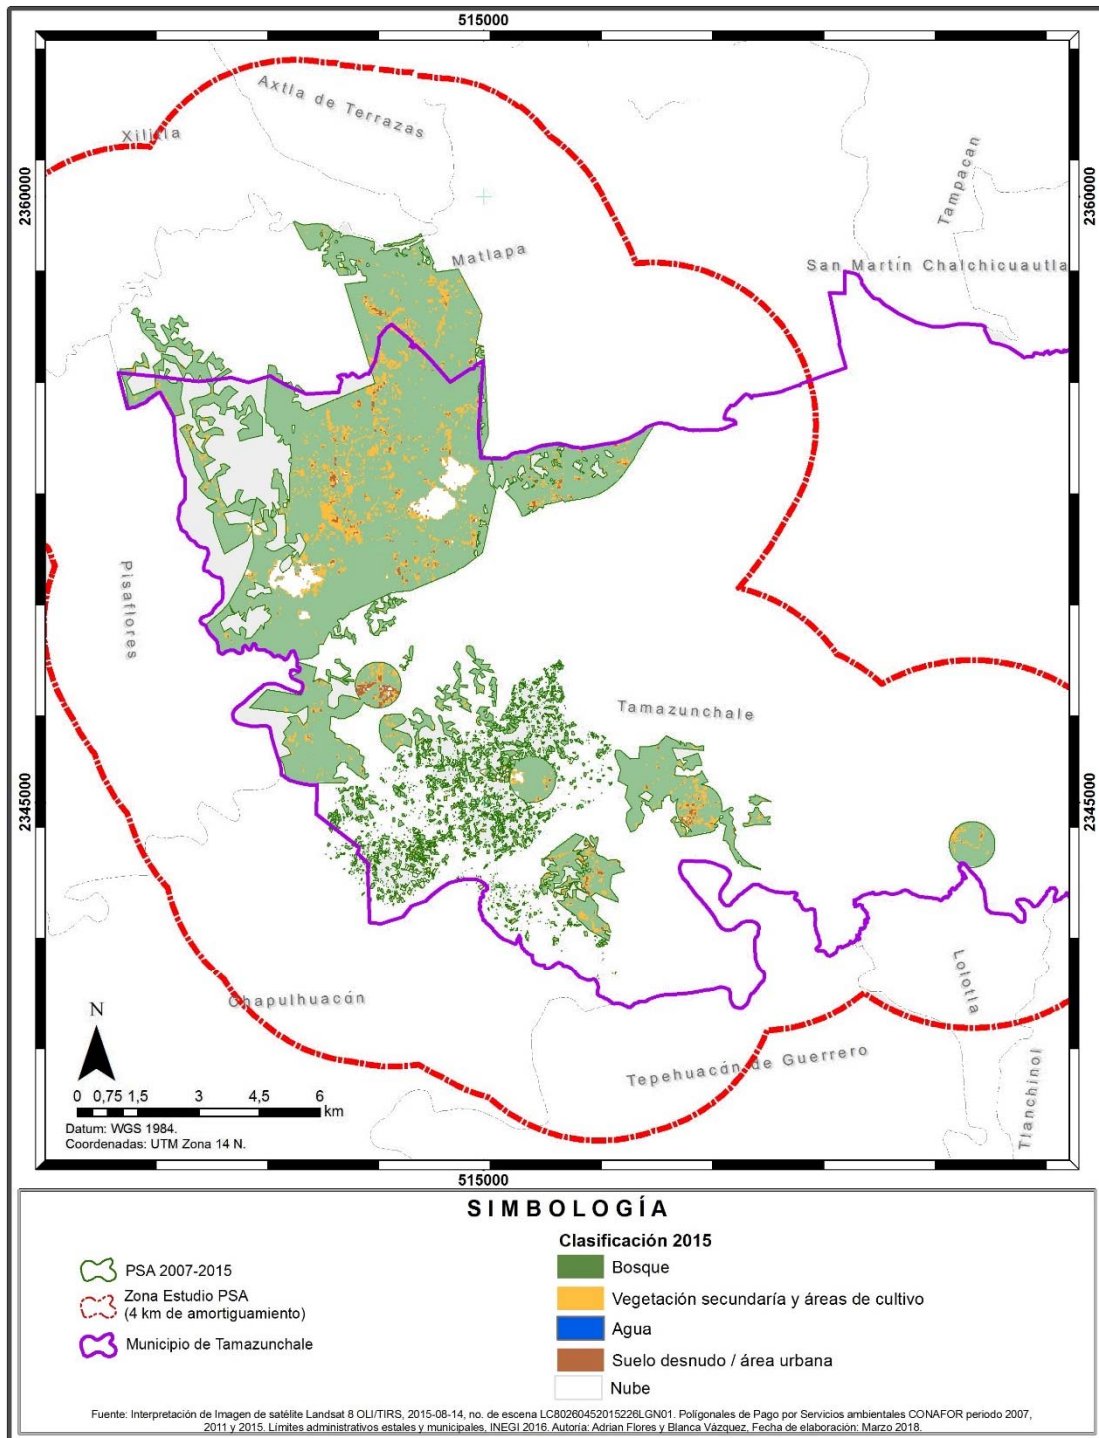 515000
Axtla de Terrazas
Xilitla
Tampacan
2360000
2360000
Matlapa
San Martín Chalchicuautla
Pisaflores
Tamazunchale
2345000
2345000
Lolotla
Chapulhuacán
N
Tepehuacán de Guerrero
Tlanchinol
0 0,75 1,5 3 4,5 6
km
Datum: WGS 1984.
Coordenadas: UTM Zona 14 N.
515000
SIMBOLOGÍA
Clasificación 2015
PSA 2007-2015
Bosque
Zona Estudio PSA
(4 km de amortiguamiento)
Vegetación secundaría y áreas de cultivo
Agua
Municipio de Tamazunchale
Suelo desnudo / área urbana
Nube
Fuente: Interpretación de Imagen de satélite Landsat 8 OLI/TIRS, 2015-08-14, no. de escena LC80260452015226LGN01. Polígonales de Pago por Servicios ambientales CONAFOR periodo 2007,
2011 y 2015. Límites administrativos estales y municipales, INEGI 2016. Autoría: Adrian Flores y Blanca Vázquez, Fecha de elaboración: Marzo 2018.